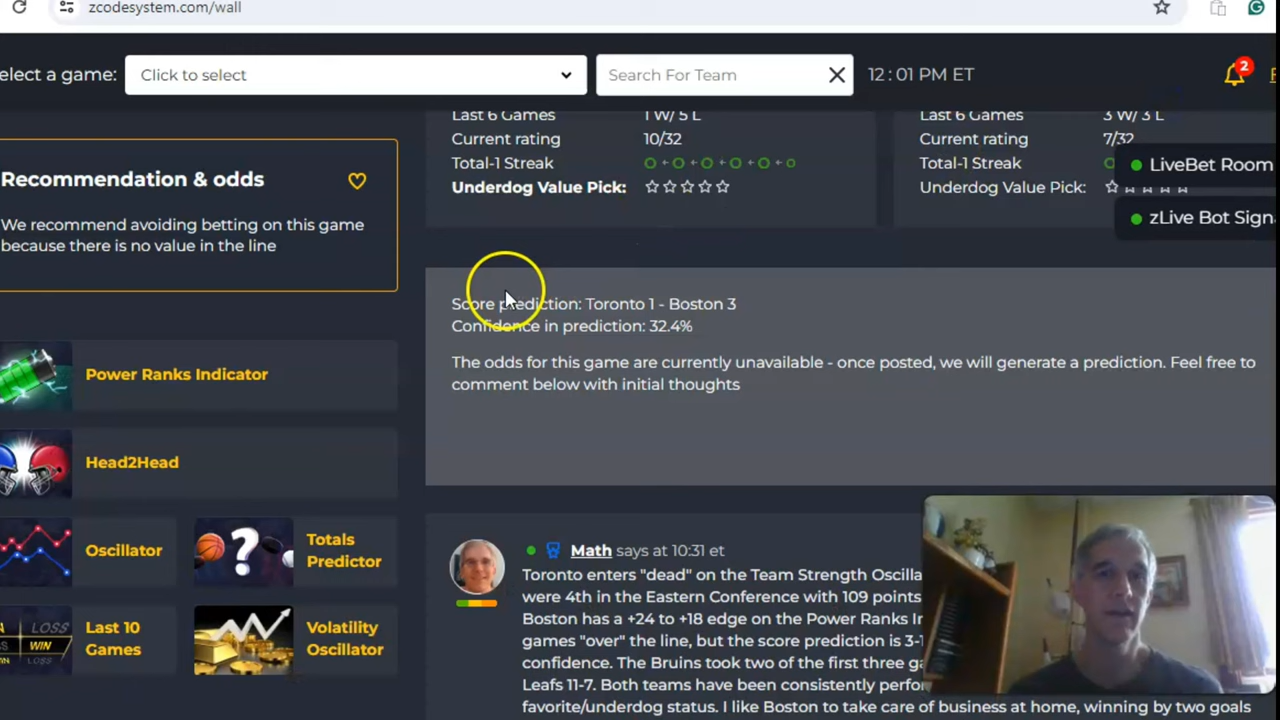 zcodesystem.com/wall
elect a game:
Click to select
Search For Team
12:01 PM ET
2
Last 6 Games 1 W/ 5 L
Current rating 10/32
Total-1 Streak
Underdog Value Pick:
Last 6 Games 3 W/ 3 L
Current rating 7/32
Total-1 Streak
Underdog Value Pick:
LiveBet Room
zLive Bot Sign
Recommendation & odds
We recommend avoiding betting on this game
because there is no value in the line
Score prediction: Toronto 1 - Boston 3
Confidence in prediction: 32.4%
The odds for this game are currently unavailable - once posted, we will generate a prediction. Feel free to
comment below with initial thoughts
Power Ranks Indicator
Head2Head
Oscillator
Totals
Predictor
LOSS
WIN
LOSS
Last 10
Games
Volatility
Oscillator
Math says at 10:31 et
Toronto enters "dead" on the Team Strength Oscilla
were 4th in the Eastern Conference with 109 points
Boston has a +24 to +18 edge on the Power Ranks In
games "over" the line, but the score prediction is 3-
confidence. The Bruins took two of the first three ga
Leafs 11-7. Both teams have been consistently perfo
favorite/underdog status. I like Boston to take care of business at home, winning by two goals